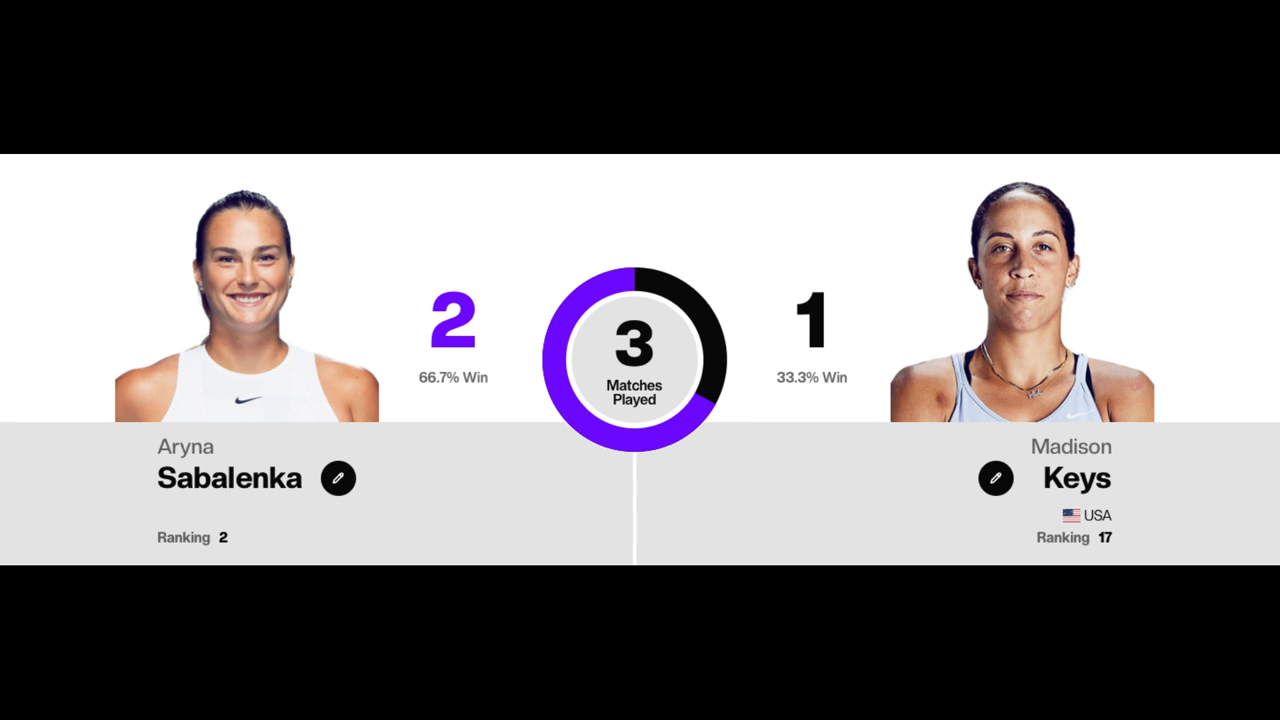 2
66.7% Win
3
Matches
Played
1
33.3% Win
Aryna
Sabalenka
Ranking 2
Madison
Keys
USA
Ranking 17